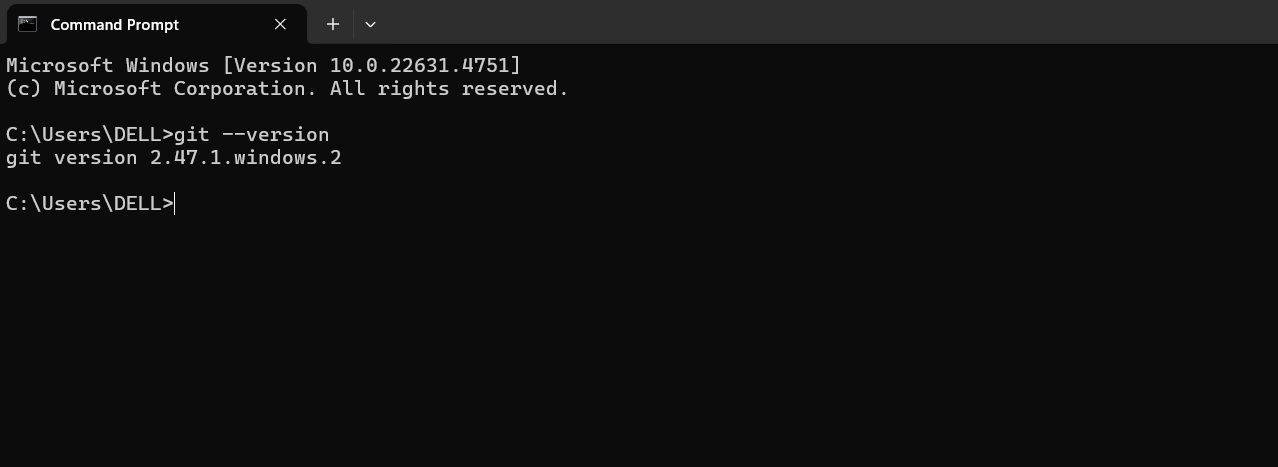 Command Prompt
Microsoft Windows [Version 10.0.22631.4751]
(c) Microsoft Corporation. All rights reserved.
C:\Users\DELL>git --version
git version 2.47.1.windows.2
C:\Users\DELL>